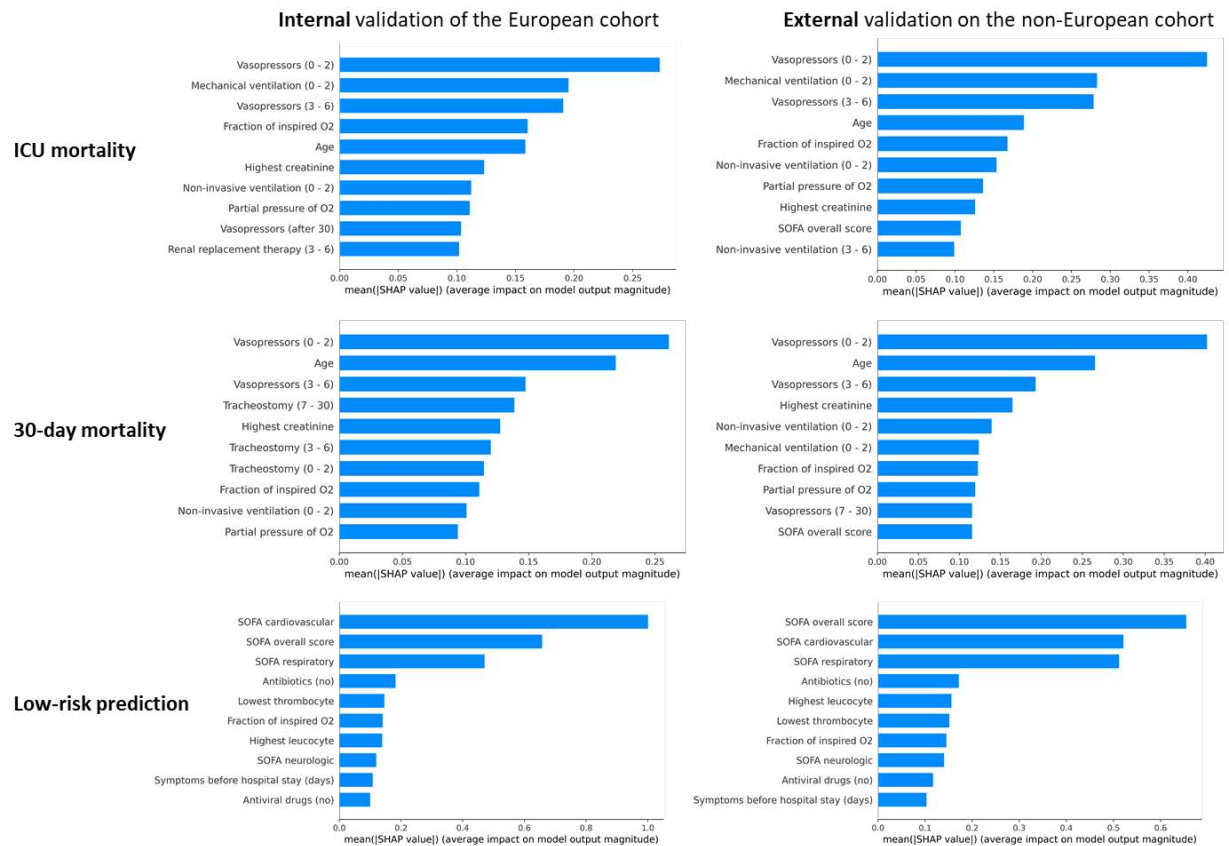 Internal validation of the European cohort
External validation on the non-European cohort
ICU mortality
Vasopressors (0 - 2)
Mechanical ventilation (0 - 2)
Vasopressors (3 - 6)
Fraction of inspired O2
Age
Highest creatinine
Non-invasive ventilation (0 - 2)
Partial pressure of O2
Vasopressors (after 30)
Renal replacement therapy (3 - 6)
0.00 0.05 0.10 0.15 0.20 0.25
mean(|SHAP value|) (average impact on model output magnitude)
Vasopressors (0 - 2)
Mechanical ventilation (0 - 2)
Vasopressors (3 - 6)
Age
Fraction of inspired O2
Non-invasive ventilation (0 - 2)
Partial pressure of O2
Highest creatinine
SOFA overall score
Non-invasive ventilation (3 - 6)
0.00 0.05 0.10 0.15 0.20 0.25 0.30 0.35 0.40
mean(|SHAP value|) (average impact on model output magnitude)
30-day mortality
Vasopressors (0 - 2)
Age
Vasopressors (3 - 6)
Tracheostomy (7 - 30)
Highest creatinine
Tracheostomy (3 - 6)
Tracheostomy (0 - 2)
Fraction of inspired O2
Non-invasive ventilation (0 - 2)
Partial pressure of O2
0.00 0.05 0.10 0.15 0.20 0.25
mean(|SHAP value|) (average impact on model output magnitude)
Vasopressors (0 - 2)
Age
Vasopressors (3 - 6)
Highest creatinine
Non-invasive ventilation (0 - 2)
Mechanical ventilation (0 - 2)
Fraction of inspired O2
Partial pressure of O2
Vasopressors (7 - 30)
SOFA overall score
0.00 0.05 0.10 0.15 0.20 0.25 0.30 0.35 0.40
mean(|SHAP value|) (average impact on model output magnitude)
Low-risk prediction
SOFA cardiovascular
SOFA overall score
SOFA respiratory
Antibiotics (no)
Lowest thrombocyte
Fraction of inspired O2
Highest leucocyte
SOFA neurologic
Symptoms before hospital stay (days)
Antiviral drugs (no)
0.0 0.2 0.4 0.6 0.8 1.0
mean(|SHAP value|) (average impact on model output magnitude)
SOFA overall score
SOFA cardiovascular
SOFA respiratory
Antibiotics (no)
Highest leucocyte
Lowest thrombocyte
Fraction of inspired O2
SOFA neurologic
Antiviral drugs (no)
Symptoms before hospital stay (days)
0.0 0.1 0.2 0.3 0.4 0.5 0.6
mean(|SHAP value|) (average impact on model output magnitude)